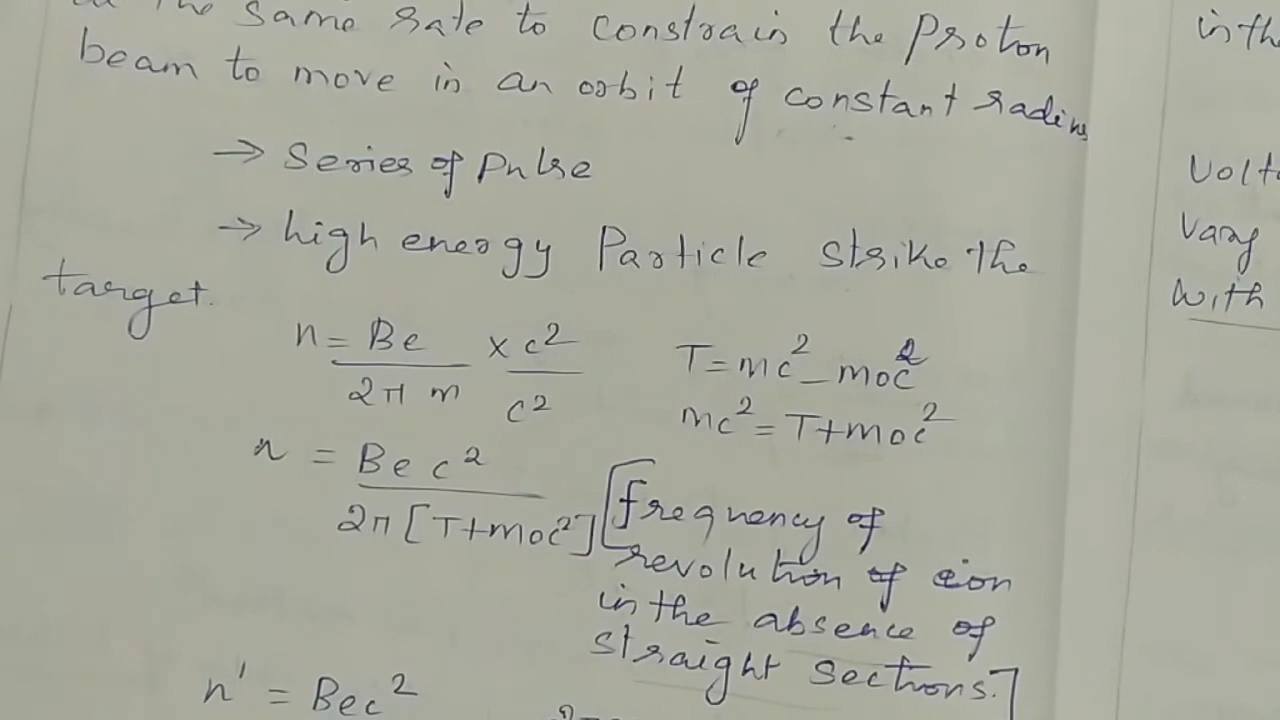 the same rate to constrain the proton
beam to move in an orbit of constant radius
→ Series of Pulse
→ high energy Particle strike the
target.
n = Be / 2π m × c² / c²
T = mc² - moc²
mc² = T + moc²
n = Bec² / 2π [T + moc²]
[frequency of
revolution of ion
in the absence of
straight sections.]
n' = Bec²
in the
Vary
with